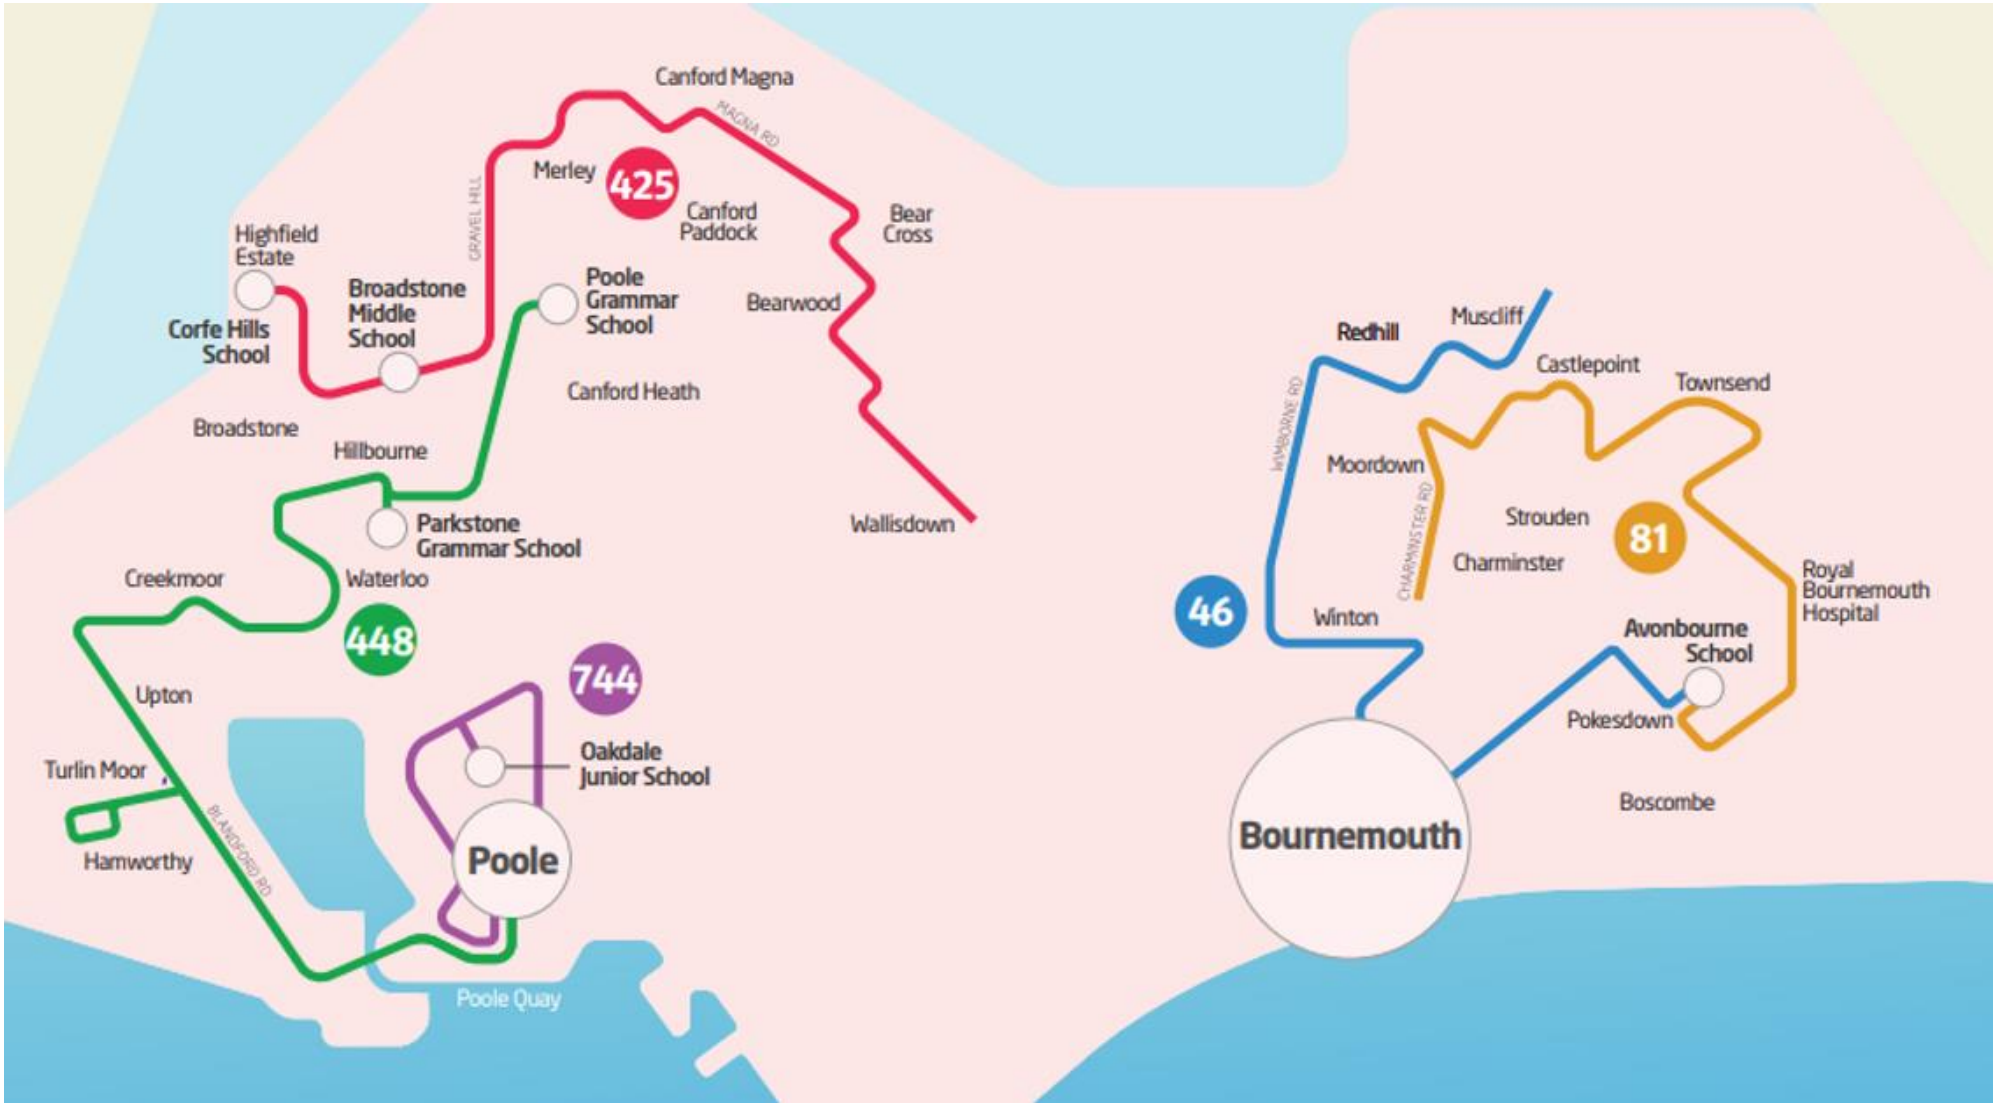 Canford Magna
MAGNA RD
Merley
425
GRAVEL HILL
Canford
Paddock
Bear
Cross
Highfield
Estate
Corfe Hills
School
Broadstone
Middle
School
Poole
Grammar
School
Bearwood
Canford Heath
Broadstone
Hillbourne
Parkstone
Grammar School
Wallisdown
Creekmoor
Waterloo
448
Upton
744
Oakdale
Junior School
Turlin Moor
BLANDFORD RD
Hamworthy
Poole
Poole Quay
Muscliff
Redhill
Castlepoint
Townsend
WIMBORNE RD
Moordown
CHARMINSTER RD
Strouden
81
Charminster
Royal
Bournemouth
Hospital
46
Winton
Avonbourne
School
Pokesdown
Boscombe
Bournemouth